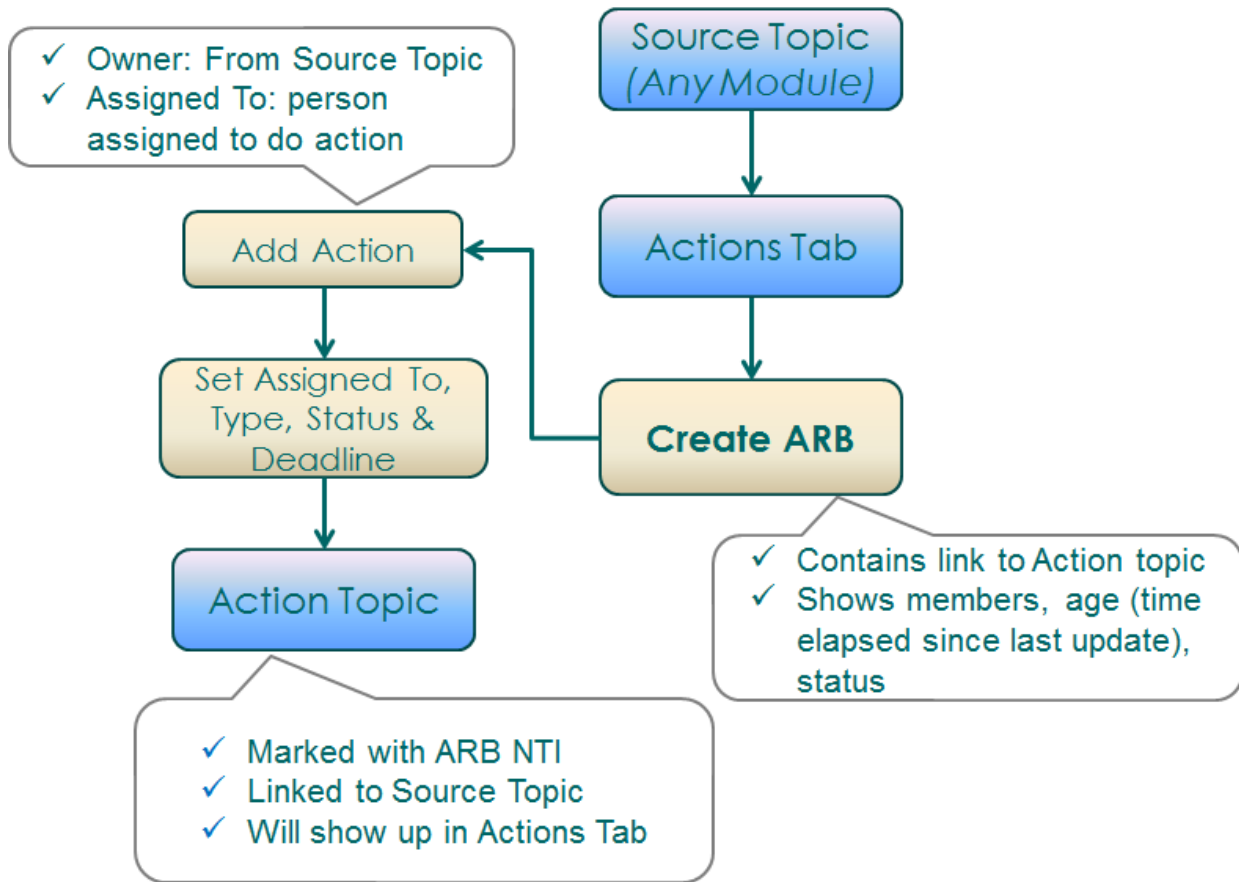 ✓ Owner: From Source Topic
✓ Assigned To: person
assigned to do action
Source Topic
(Any Module)
Actions Tab
Add Action
Set Assigned To,
Type, Status &
Deadline
Create ARB
Action Topic
✓ Contains link to Action topic
✓ Shows members, age (time
elapsed since last update),
status
✓ Marked with ARB NTI
✓ Linked to Source Topic
✓ Will show up in Actions Tab